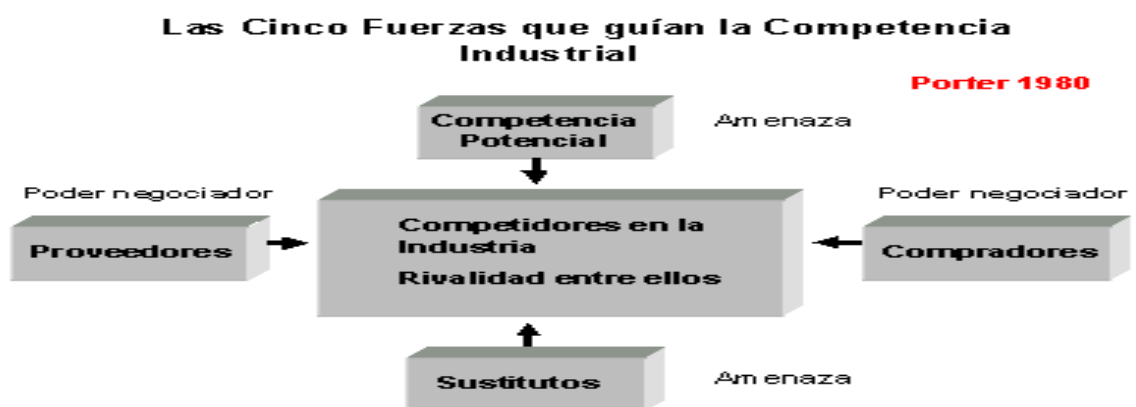 Las Cinco Fuerzas que guían la Competencia
Industrial
Porter 1980
Competencia
Potencial
Amenaza
Poder negociador
Poder negociador
Proveedores
Competidores en la
Industria
Rivalidad entre ellos
Compradores
Sustitutos
Amenaza